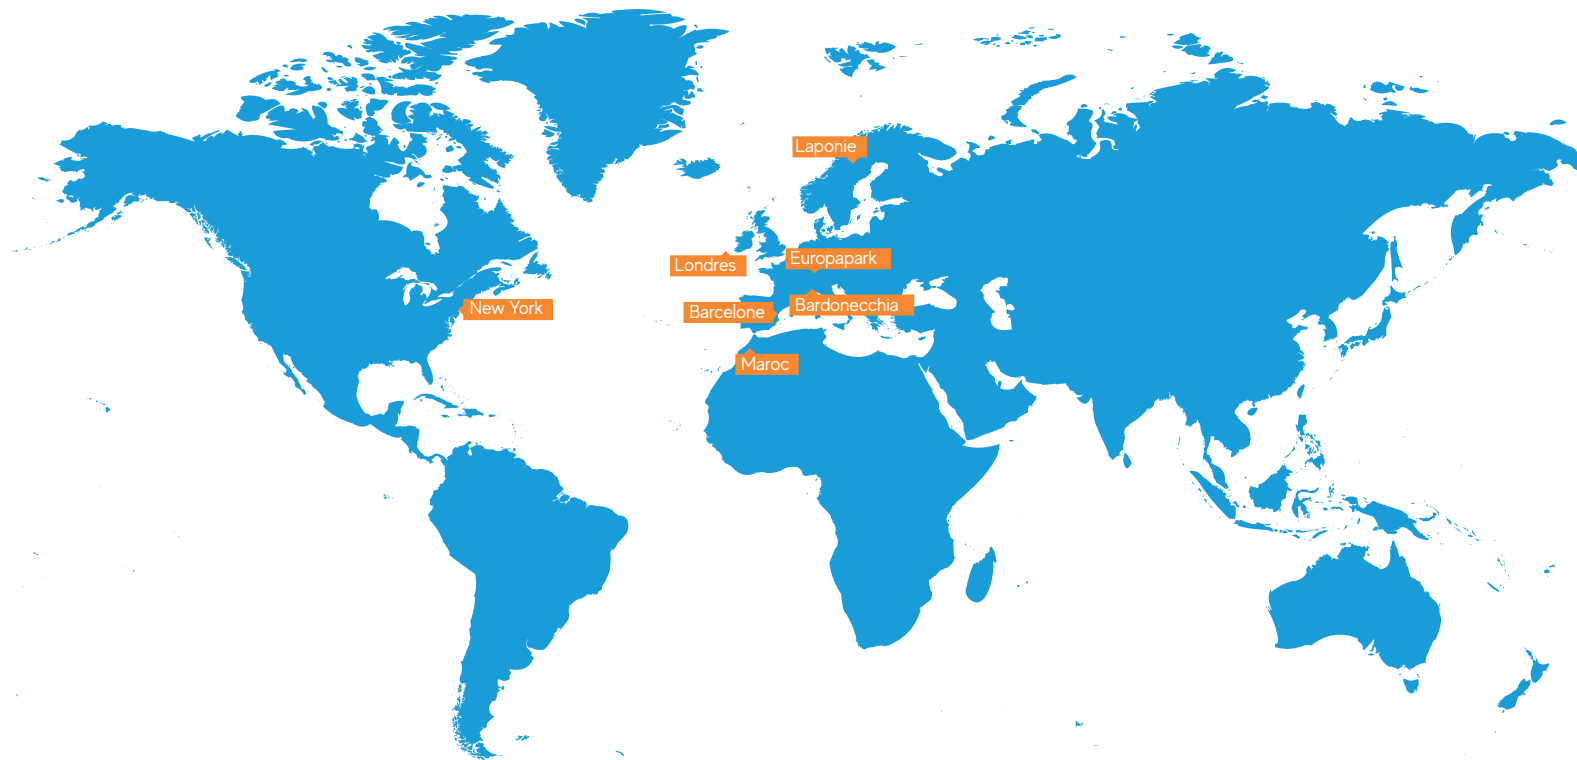 Laponie
Europapark
Londres
Bardonecchia
New York
Barcelone
Maroc